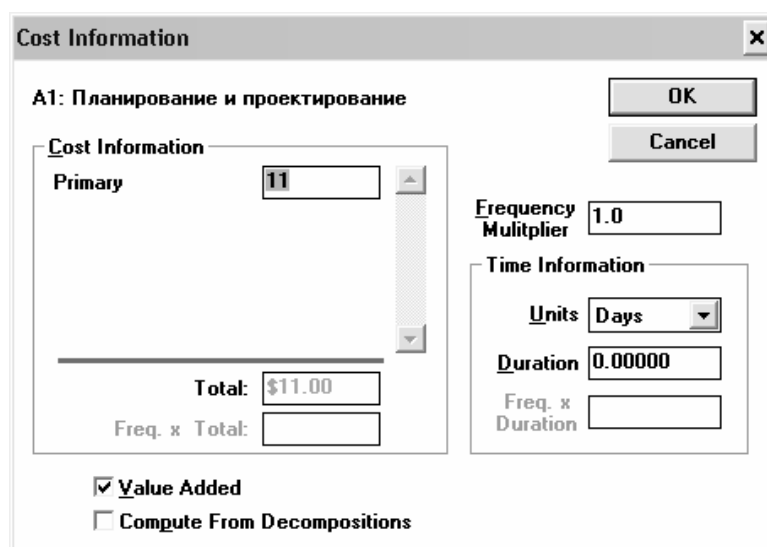 Cost Information
A1: Планирование и проектирование
OK
Cancel
Cost Information
Primary 11
Total: $11.00
Freq. x Total:
Frequency
Mulitplier 1.0
Time Information
Units Days
Duration 0.00000
Freq. x
Duration
Value Added
Compute From Decompositions